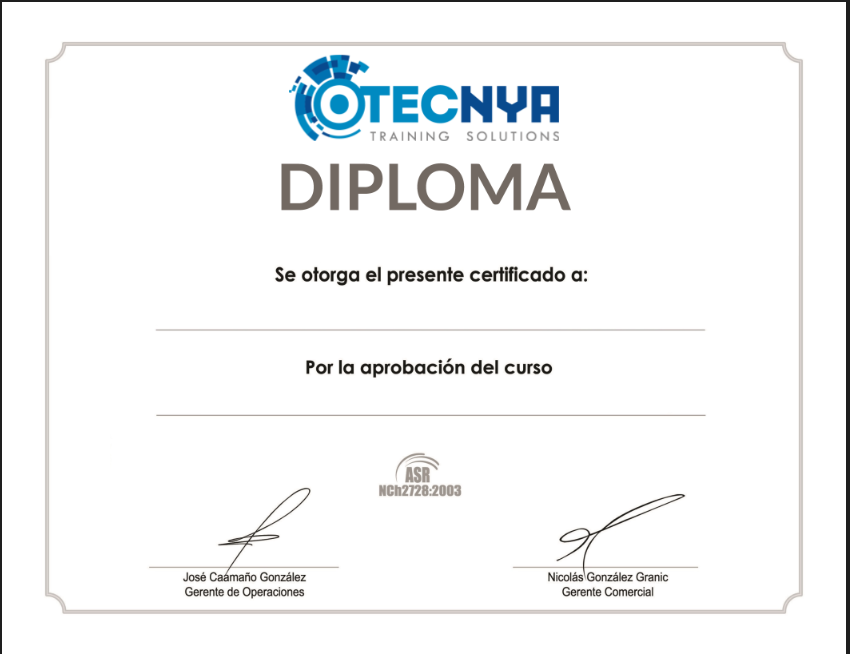 OTECNYA
TRAINING SOLUTIONS
DIPLOMA
Se otorga el presente certificado a:
Por la aprobación del curso
ASR
NCh2728:2003
José Caamaño González
Gerente de Operaciones
Nicolás González Granic
Gerente Comercial